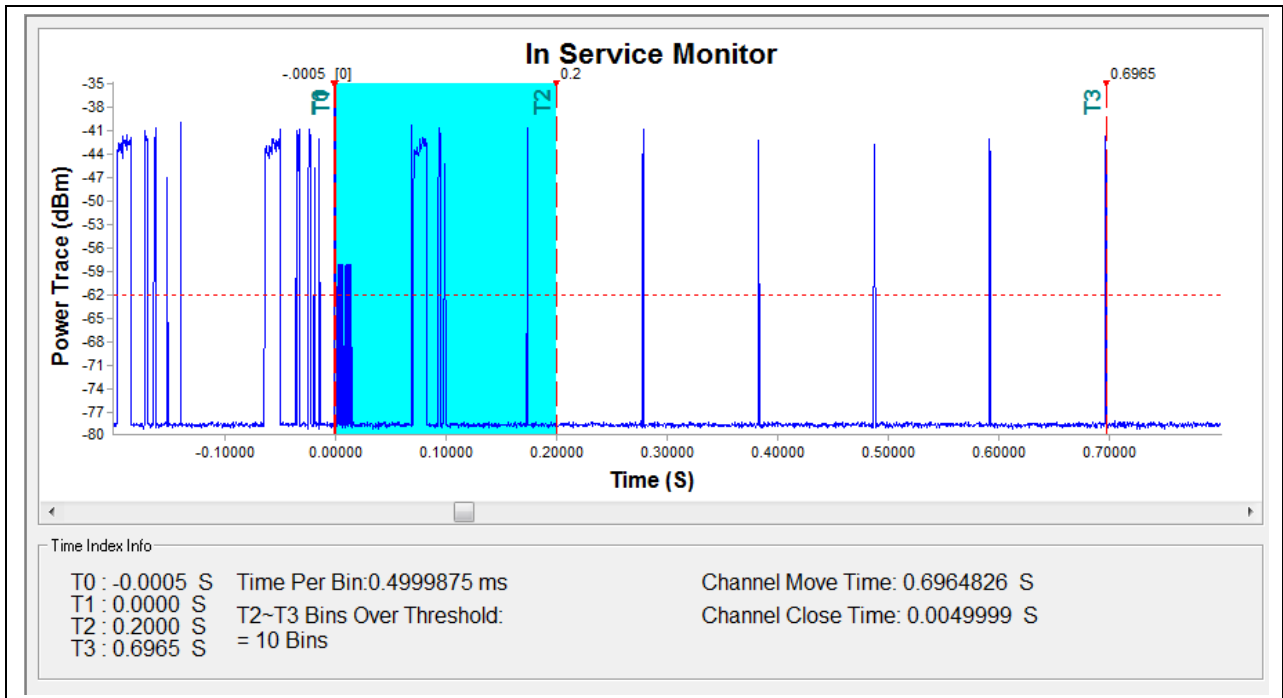 In Service Monitor
-.0005 [0] 0.2 0.6965
T0 T2 T3
-35
-38
-41
-44
-47
-50
-53
-56
-59
-62
-65
-68
-71
-74
-77
-80
Power Trace (dBm)
-0.10000 0.00000 0.10000 0.20000 0.30000 0.40000 0.50000 0.60000 0.70000
Time (S)
Time Index Info
T0 : -0.0005 S
T1 : 0.0000 S
T2 : 0.2000 S
T3 : 0.6965 S
Time Per Bin:0.4999875 ms
T2~T3 Bins Over Threshold:
= 10 Bins
Channel Move Time: 0.6964826 S
Channel Close Time: 0.0049999 S